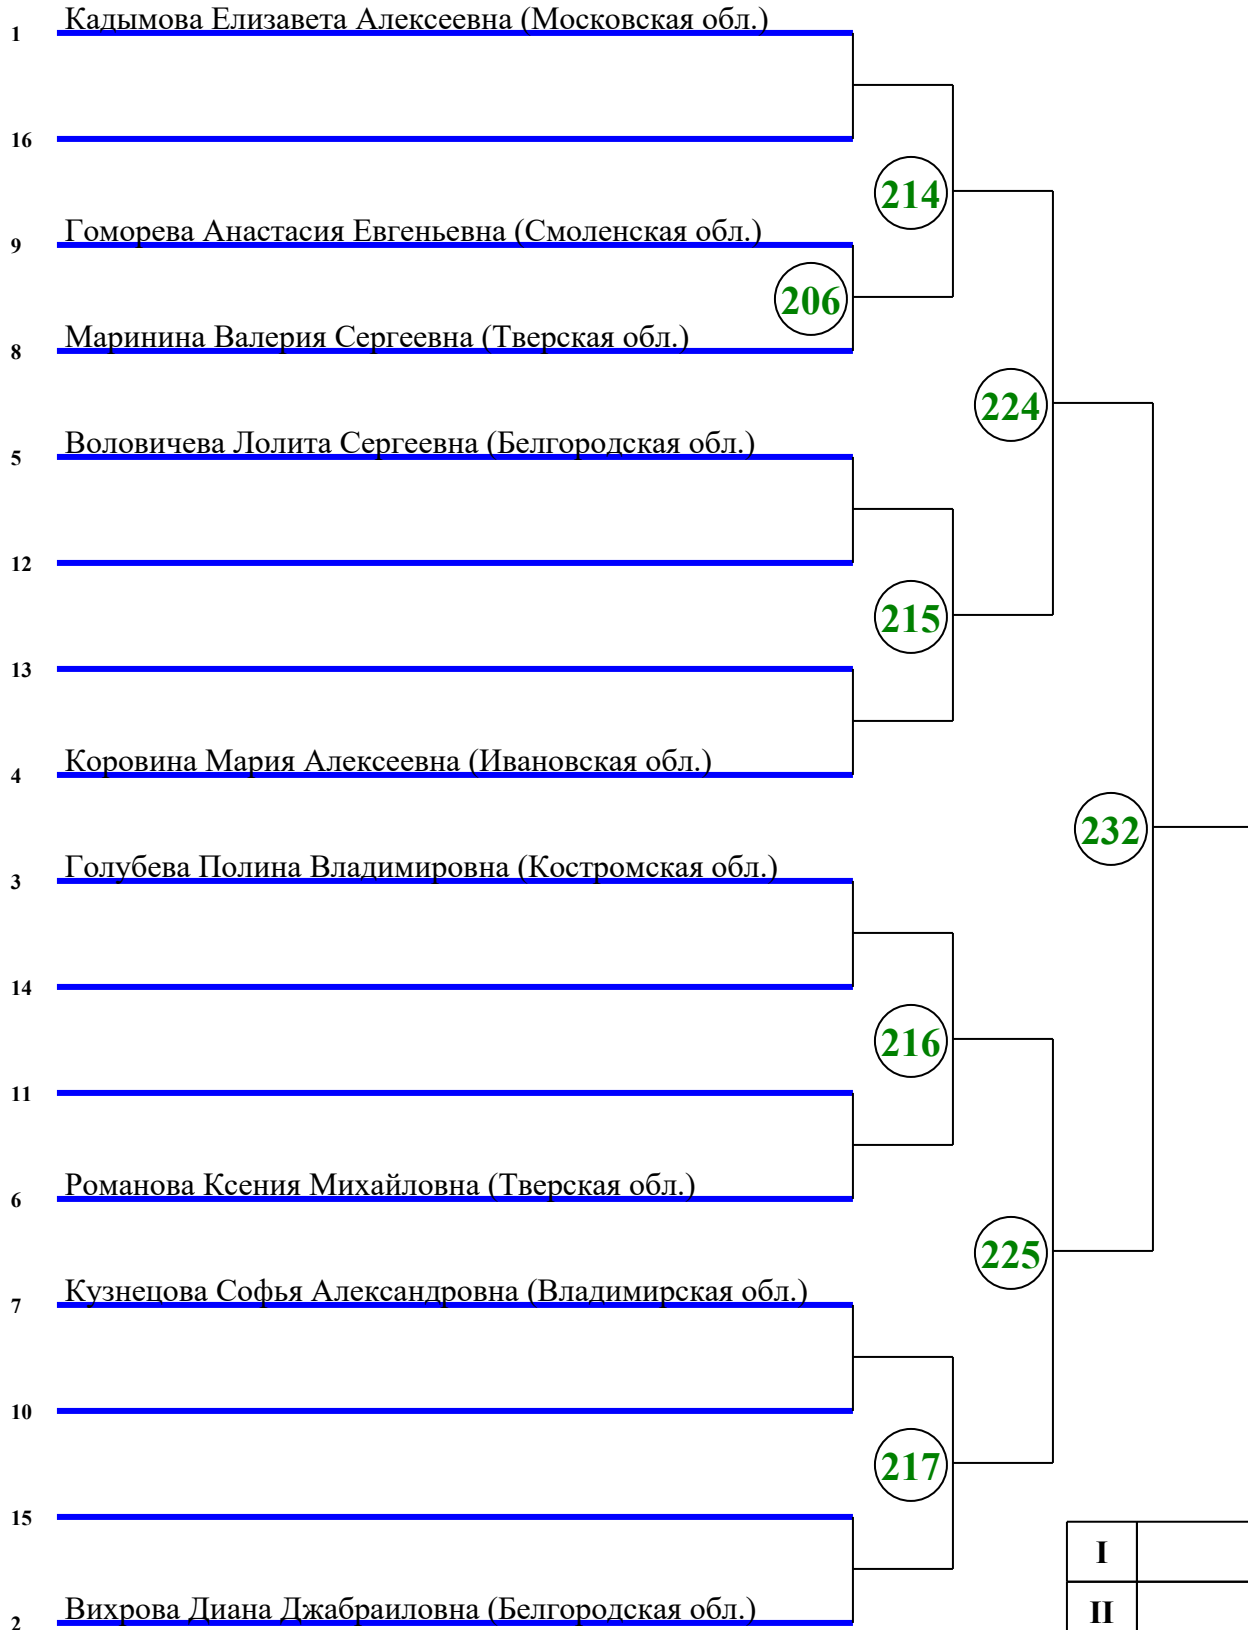 1 Кадымова Елизавета Алексеевна (Московская обл.)
16
214
9 Гоморева Анастасия Евгеньевна (Смоленская обл.)
206
8 Маринина Валерия Сергеевна (Тверская обл.)
224
5 Воловичева Лолита Сергеевна (Белгородская обл.)
12
215
13
4 Коровина Мария Алексеевна (Ивановская обл.)
232
3 Голубева Полина Владимировна (Костромская обл.)
14
216
11
6 Романова Ксения Михайловна (Тверская обл.)
225
7 Кузнецова Софья Александровна (Владимирская обл.)
10
217
15
I
2 Вихрова Диана Джабраиловна (Белгородская обл.)
II